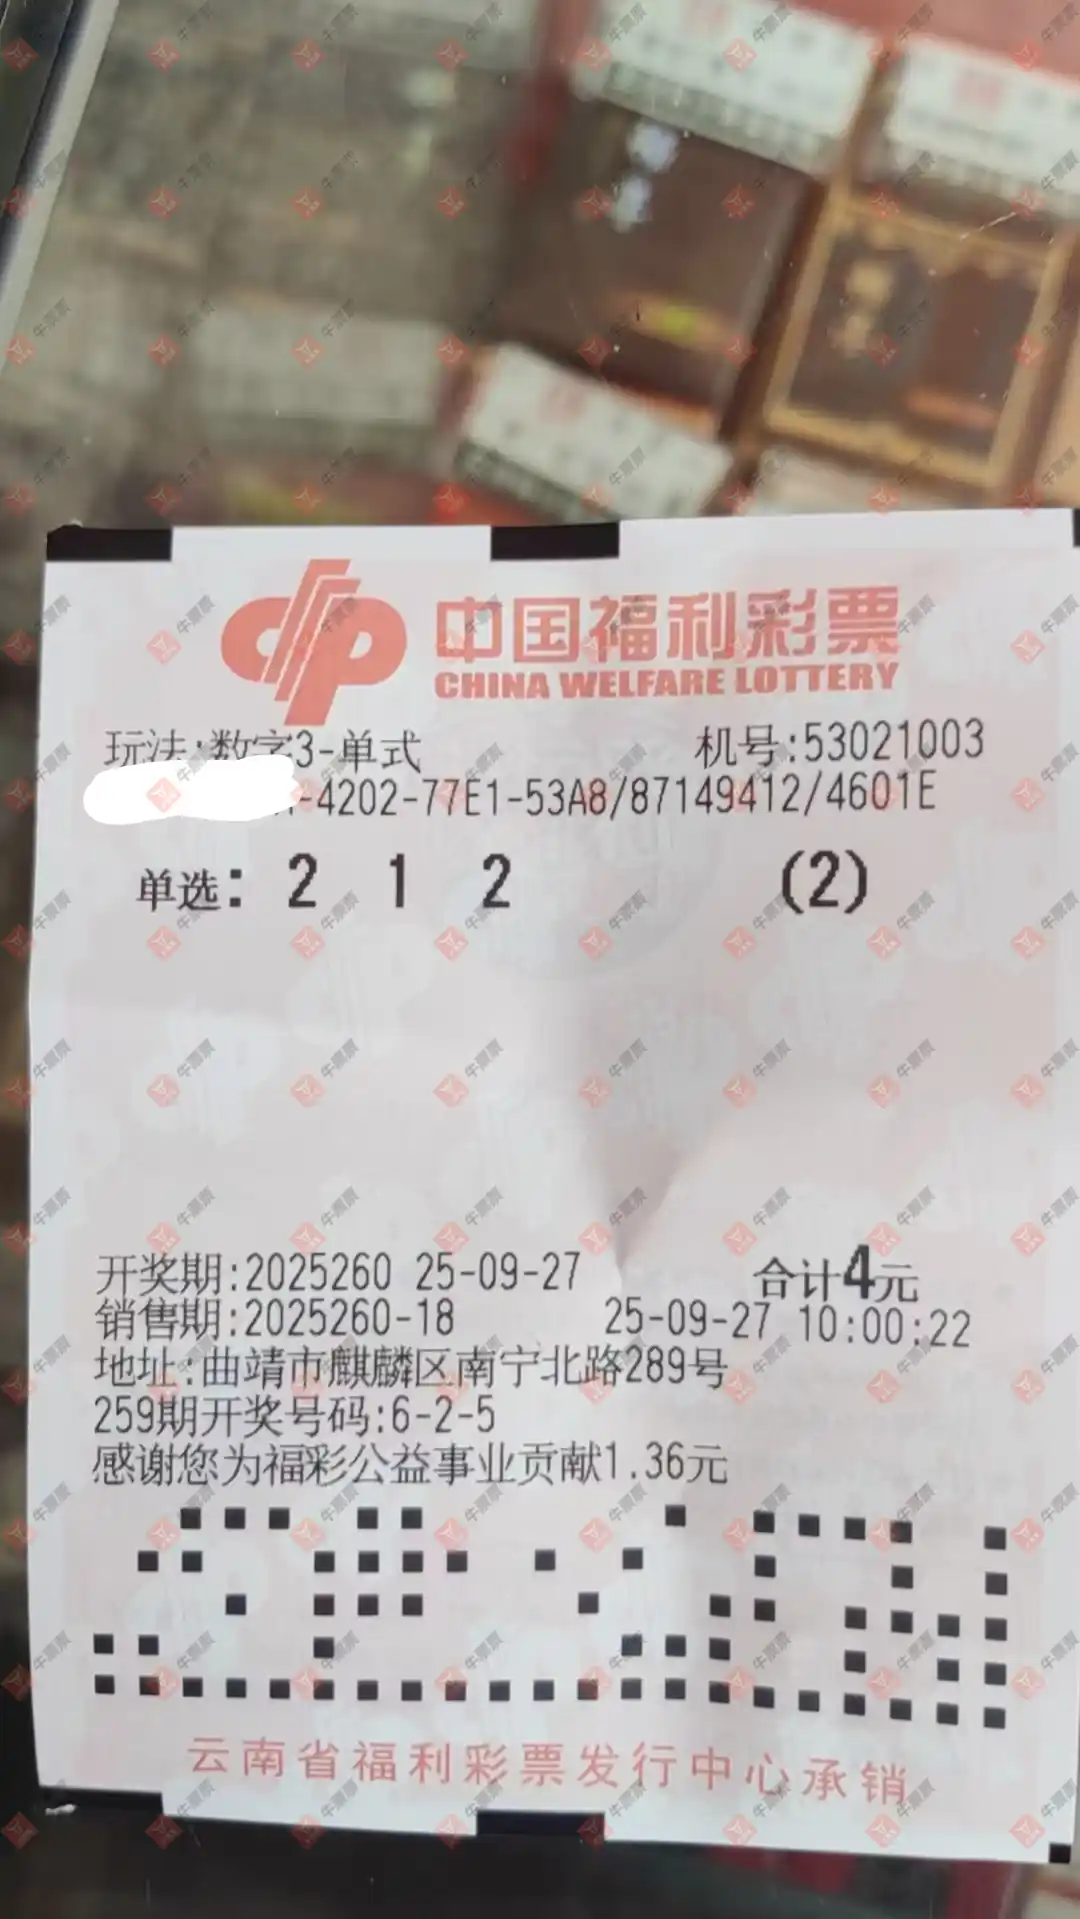 中国福利彩票
CHINA WELFARE LOTTERY
玩法:数字3-单式 机号:53021003
-4202-77E1-53A8/87149412/4601E
单选: 2 1 2 (2)
开奖期:2025260 25-09-27 合计4元
销售期:2025260-18 25-09-27 10:00:22
地址:曲靖市麒麟区南宁北路289号
259期开奖号码:6-2-5
感谢您为福彩公益事业贡献1.36元
云南省福利彩票发行中心承销